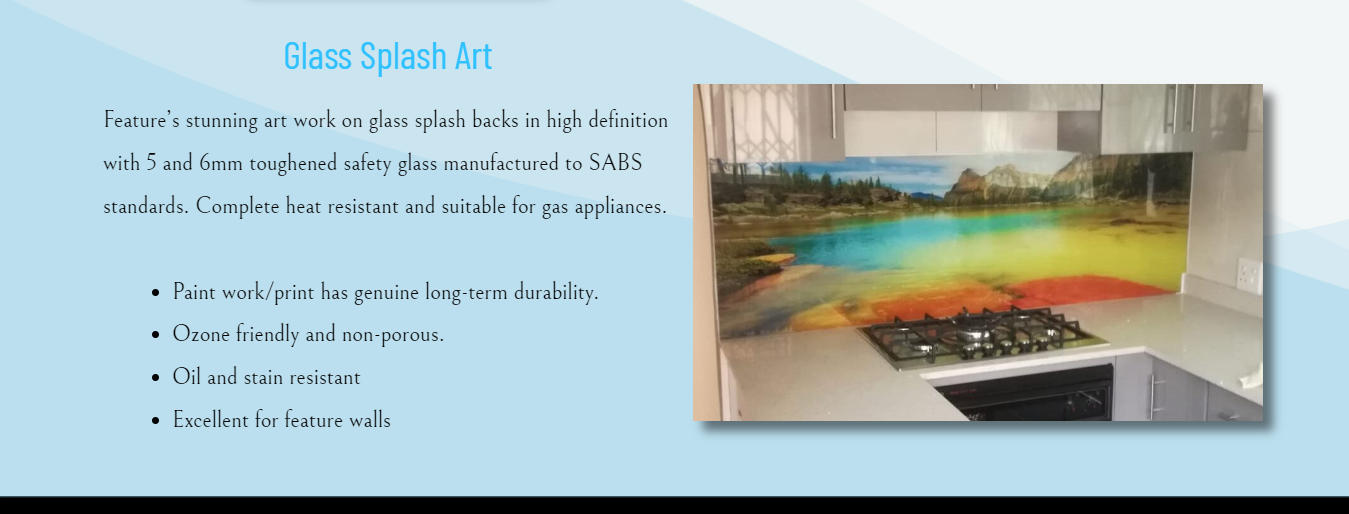 Glass Splash Art
Feature's stunning art work on glass splash backs in high definition
with 5 and 6mm toughened safety glass manufactured to SABS
standards. Complete heat resistant and suitable for gas appliances.
• Paint work/print has genuine long-term durability.
• Ozone friendly and non-porous.
• Oil and stain resistant
• Excellent for feature walls